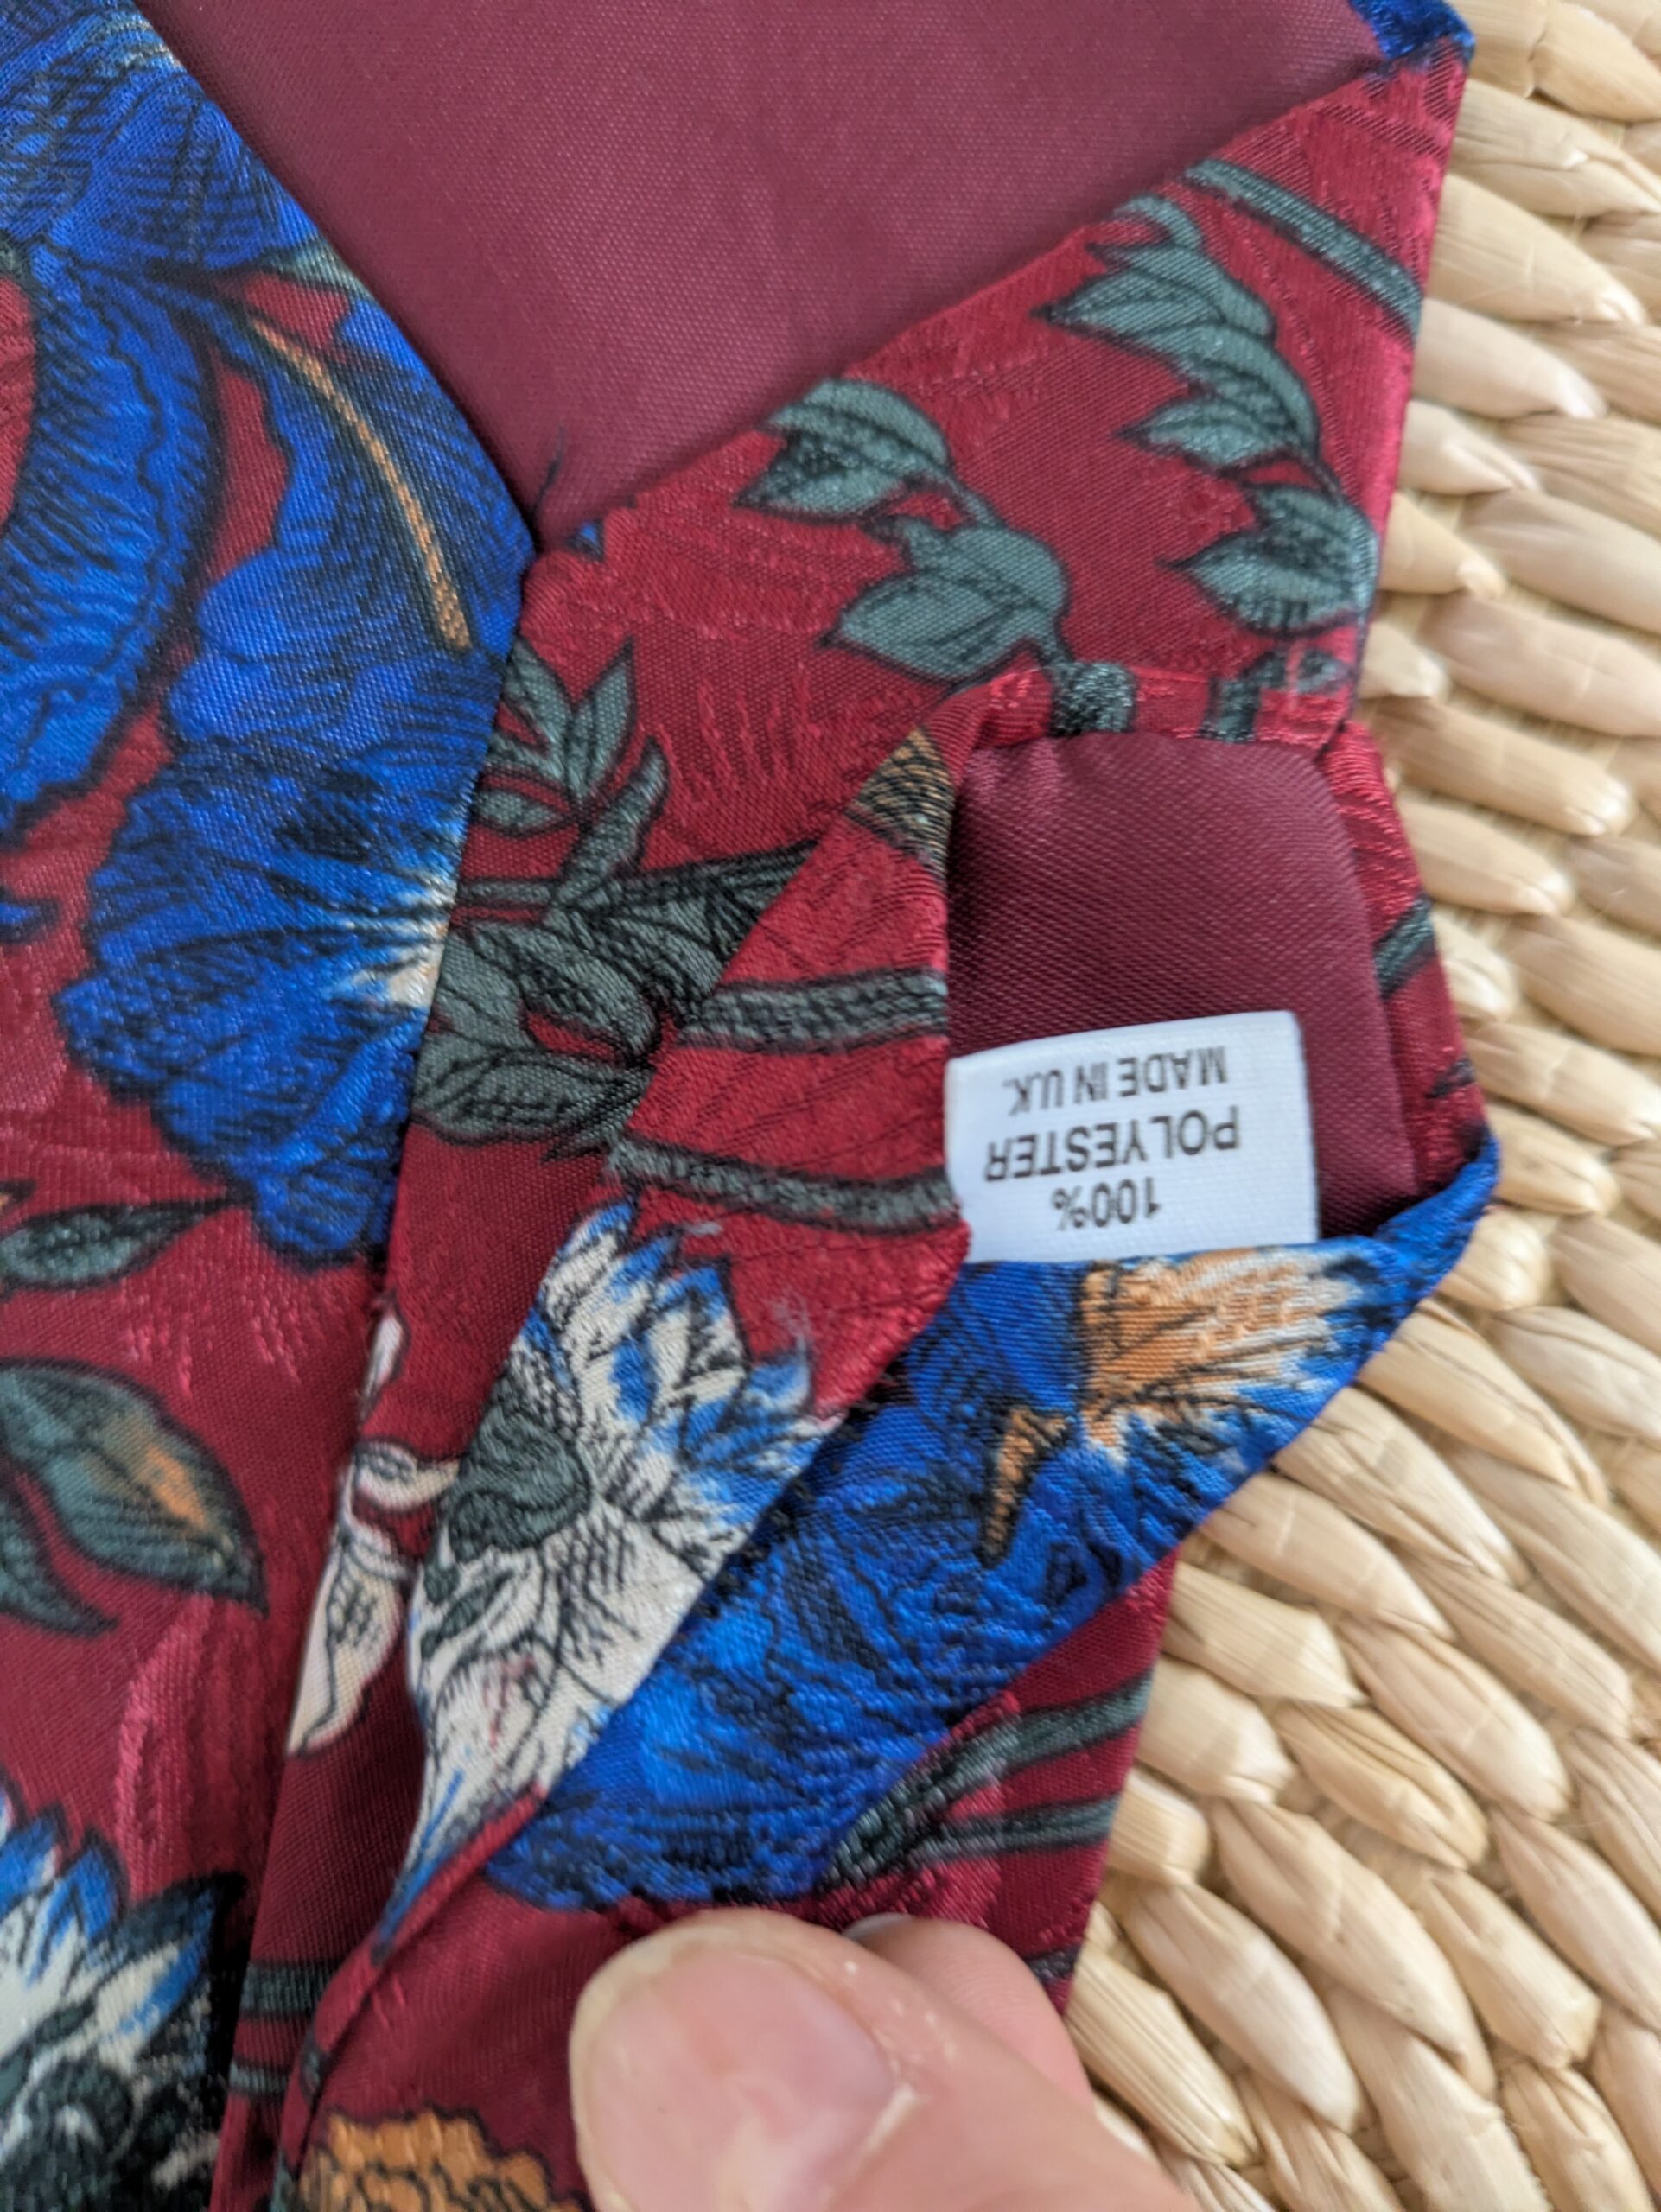 100%
POLYESTER
MADE IN U.K.